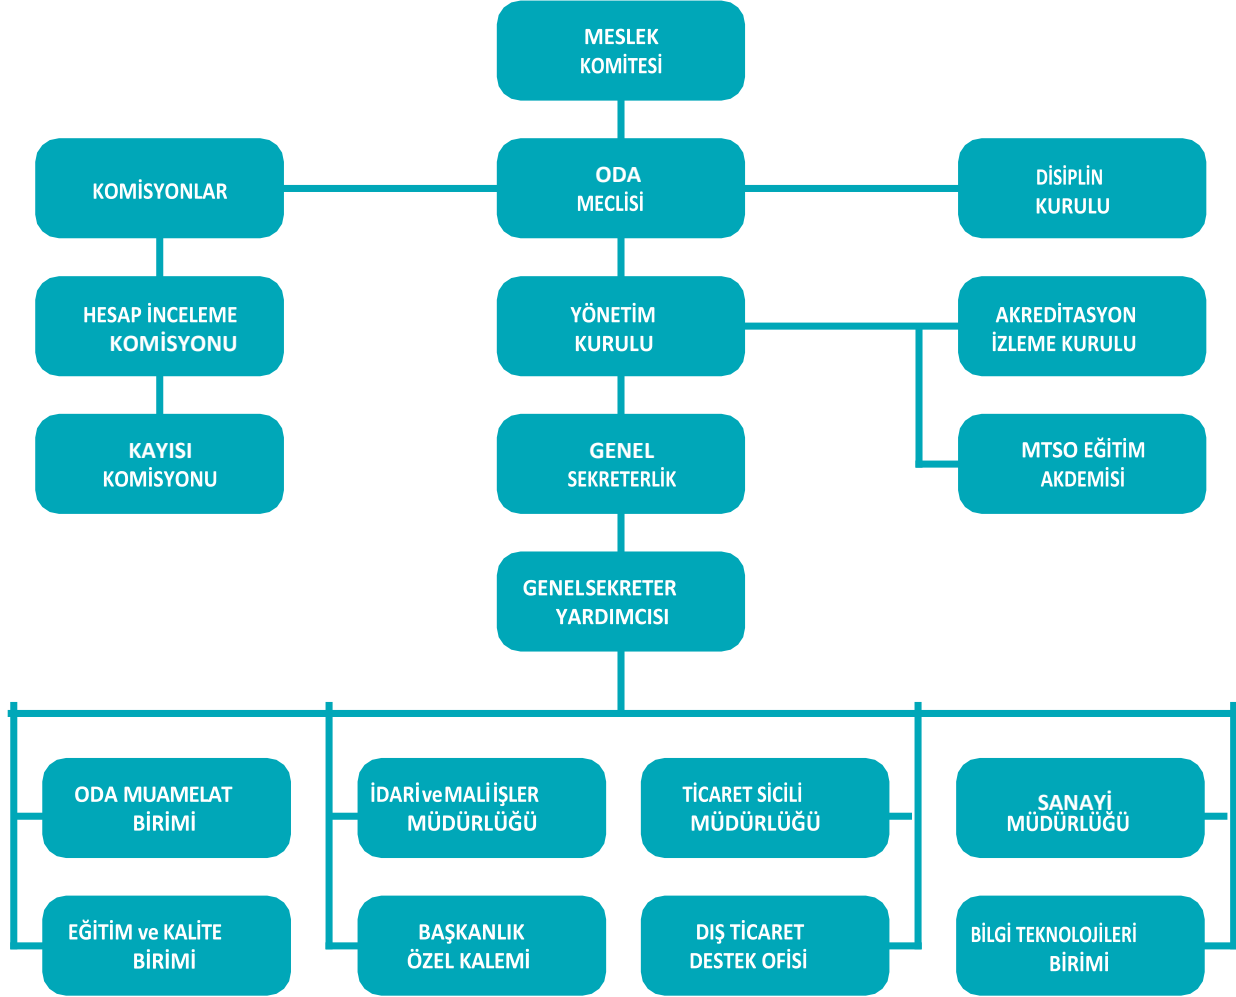 MESLEK
KOMİTESİ
KOMİSYONLAR
ODA
MECLİSİ
DİSİPLİN
KURULU
HESAP İNCELEME
KOMİSYONU
YÖNETİM
KURULU
AKREDİTASYON
İZLEME KURULU
KAYISI
KOMİSYONU
GENEL
SEKRETERLİK
MTSO EĞİTİM
AKDEMİSİ
GENELSEKRETER
YARDIMCISI
ODA MUAMELAT
BİRİMİ
İDARİ ve MALİ İŞLER
MÜDÜRLÜĞÜ
TİCARET SİCİLİ
MÜDÜRLÜĞÜ
SANAYİ
MÜDÜRLÜĞÜ
EĞİTİM ve KALİTE
BİRİMİ
BAŞKANLIK
ÖZEL KALEMİ
DIŞ TİCARET
DESTEK OFİSİ
BİLGİ TEKNOLOJİLERİ
BİRİMİ